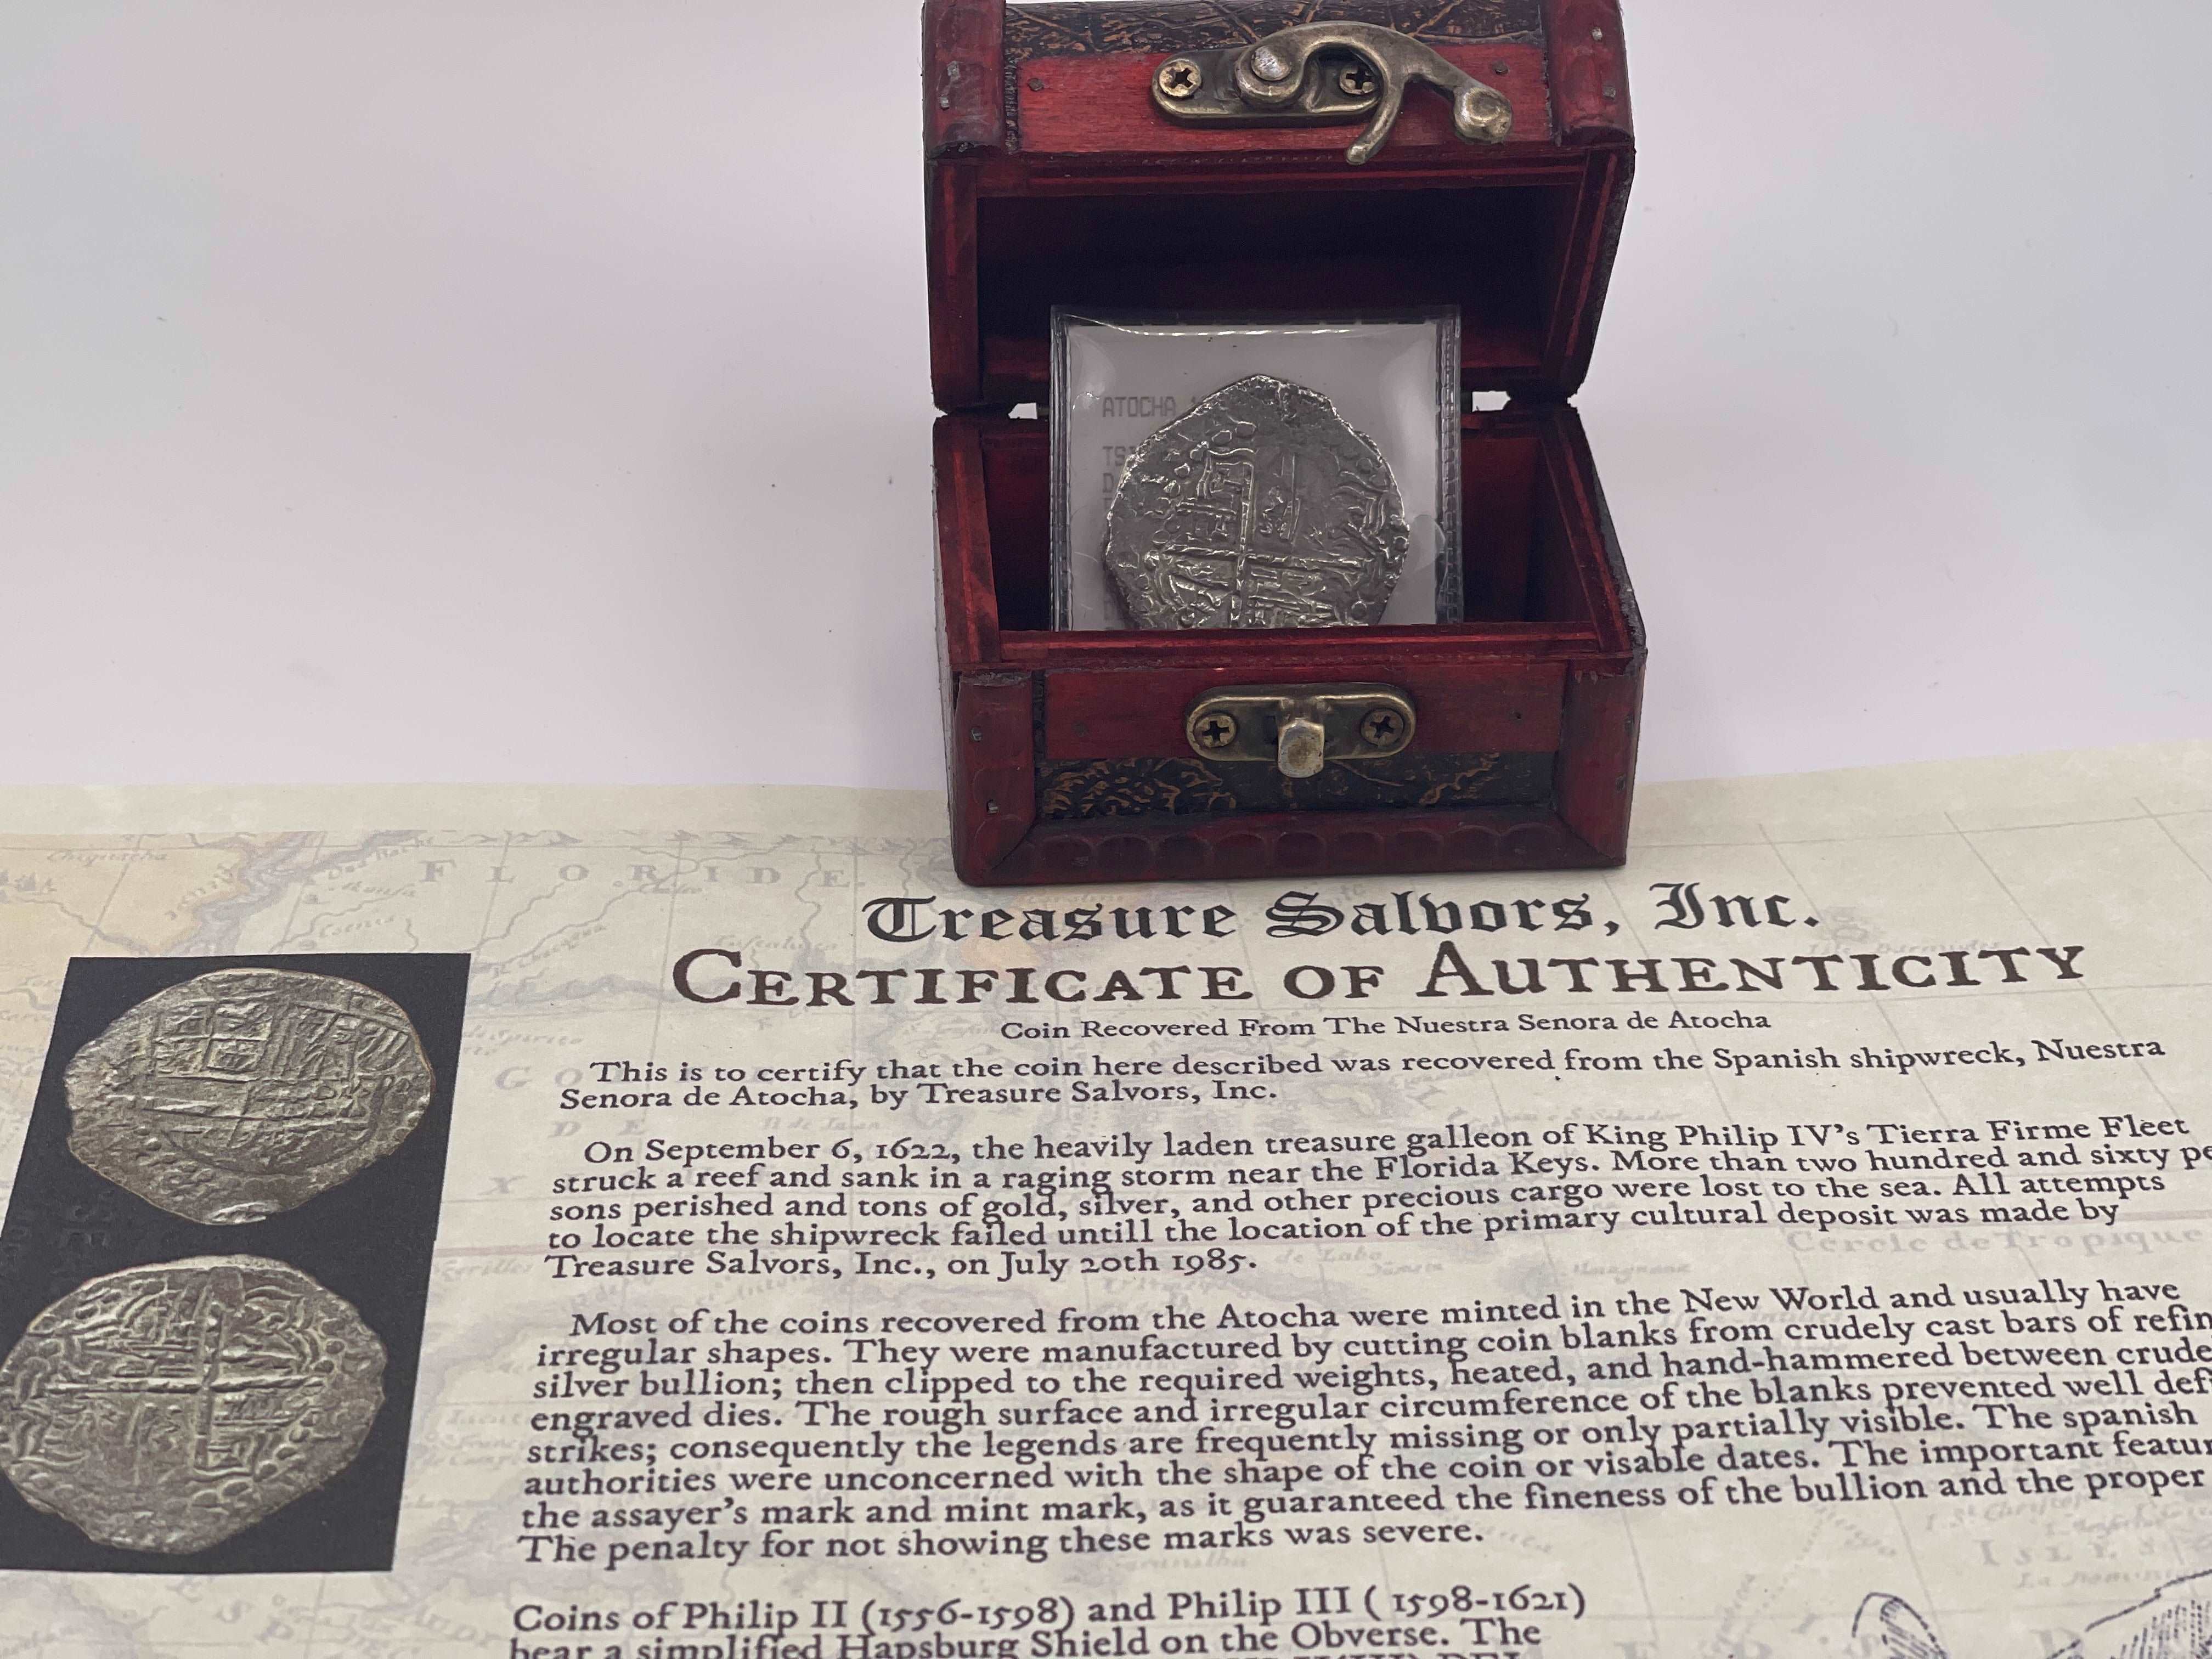 ATOCHA
FLORIDE.
Treasure Salvors, Inc.
Certificate of Authenticity
Coin Recovered From The Nuestra Senora de Atocha
This is to certify that the coin here described was recovered from the Spanish shipwreck, Nuestra
Senora de Atocha, by Treasure Salvors, Inc.
On September 6, 1622, the heavily laden treasure galleon of King Philip IV's Tierra Firme Fleet
struck a reef and sank in a raging storm near the Florida Keys. More than two hundred and sixty pe
sons perished and tons of gold, silver, and other precious cargo were lost to the sea. All attempts
to locate the shipwreck failed untill the location of the primary cultural deposit was made by
Treasure Salvors, Inc., on July 20th 1985.
Cercle de Tropique
Most of the coins recovered from the Atocha were minted in the New World and usually have
irregular shapes. They were manufactured by cutting coin blanks from crudely cast bars of refin
silver bullion; then clipped to the required weights, heated, and hand-hammered between crude
engraved dies. The rough surface and irregular circumference of the blanks prevented well def
strikes; consequently the legends are frequently missing or only partially visible. The spanish
authorities were unconcerned with the shape of the coin or visable dates. The important featur
the assayer's mark and mint mark, as it guaranteed the fineness of the bullion and the proper
The penalty for not showing these marks was severe.
Coins of Philip II (1556-1598) and Philip III ( 1598-1621)
bear a simplified Hapsburg Shield on the Obverse. The